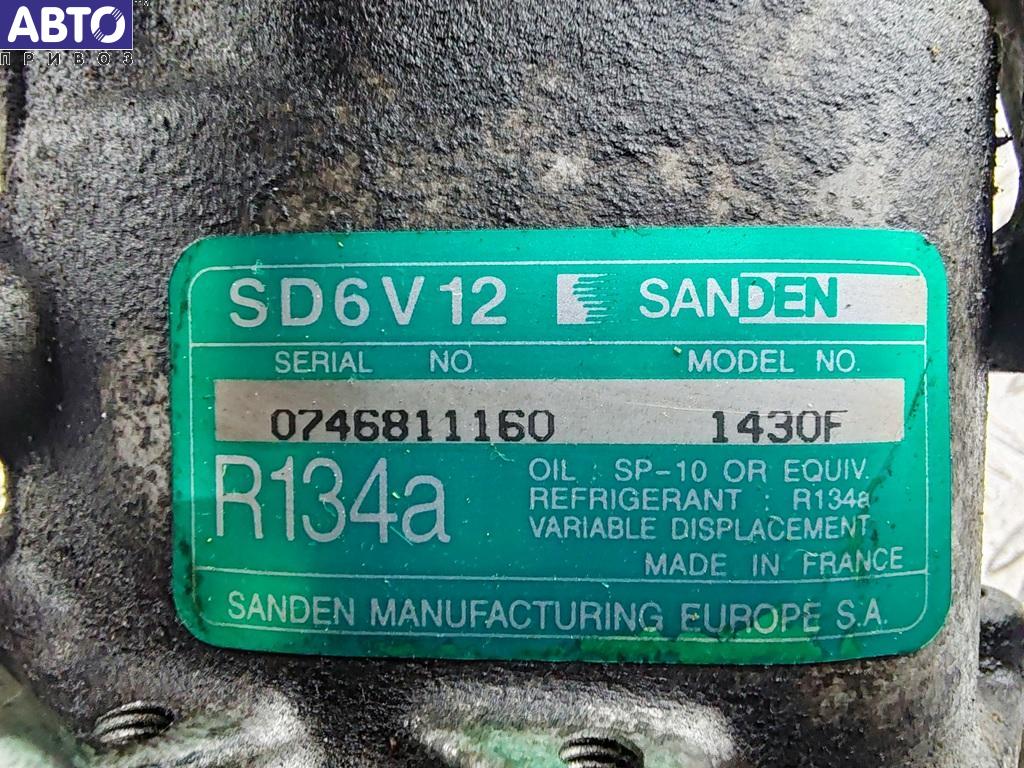 АВТО
ПРИВОЗ
SD6V12 SANDEN
SERIAL NO. MODEL NO.
0746811160 1430F
R134a
OIL : SP-10 OR EQUIV.
REFRIGERANT : R134a
VARIABLE DISPLACEMENT
MADE IN FRANCE
SANDEN MANUFACTURING EUROPE S.A.